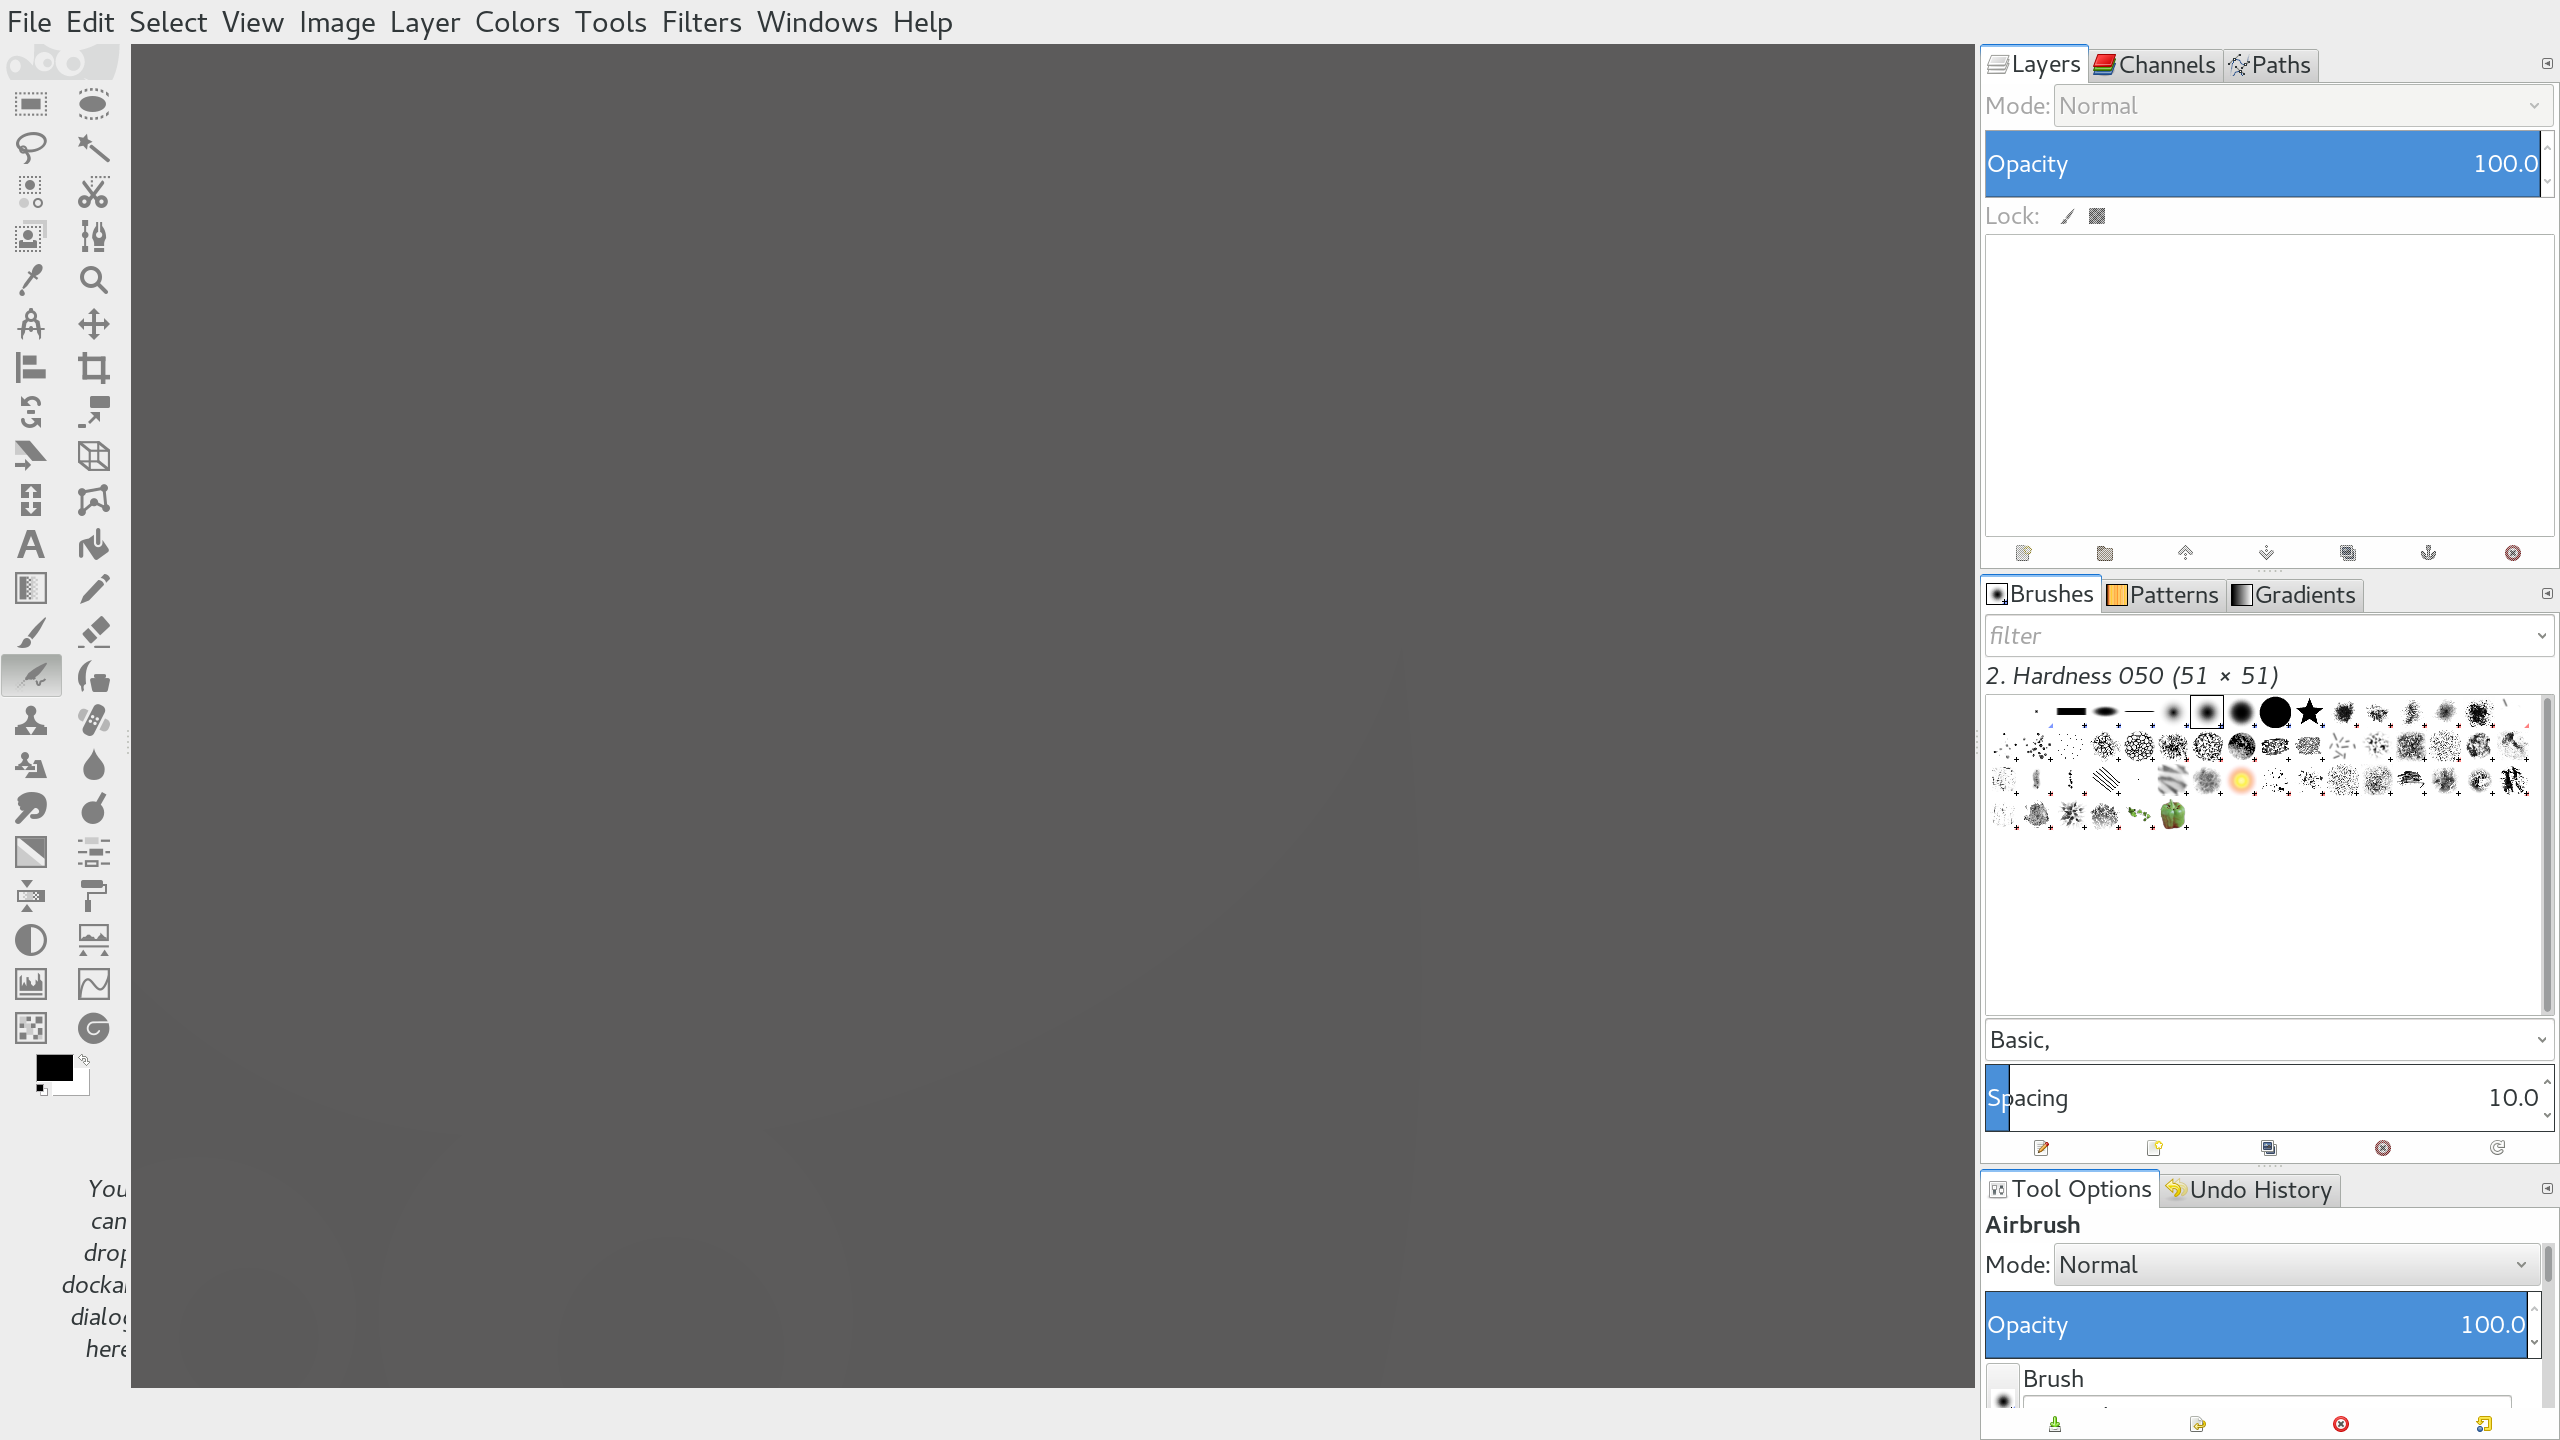 File Edit Select View Image Layer Colors Tools Filters Windows Help
You
can
drop
dockal
dialog
here
Layers Channels Paths
Mode: Normal
Opacity 100.0
Lock:
Brushes Patterns Gradients
filter
2. Hardness 050 (51 × 51)
Basic,
Spacing 10.0
Tool Options Undo History
Airbrush
Mode: Normal
Opacity 100.0
Brush